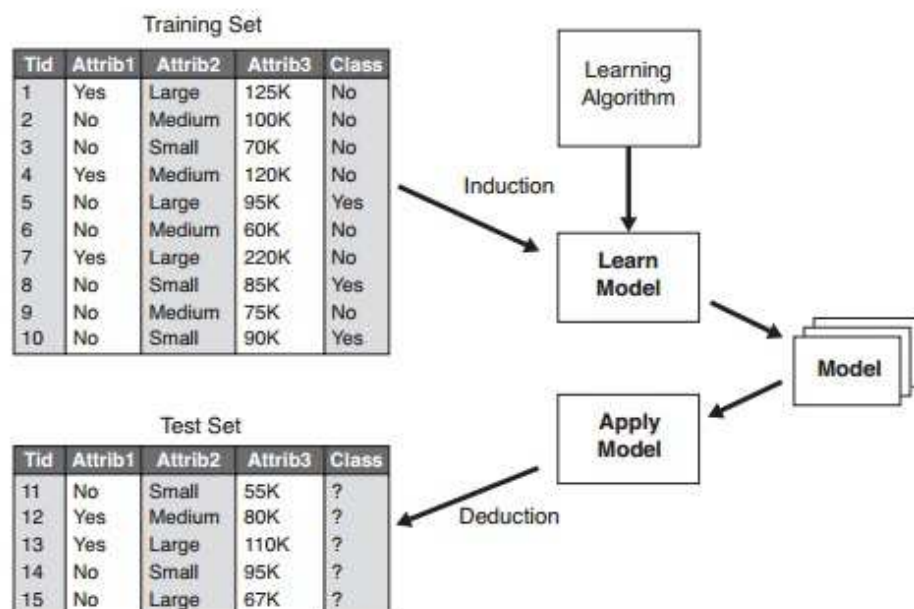 Training Set
Tid Attrib1 Attrib2 Attrib3 Class
1 Yes Large 125K No
2 No Medium 100K No
3 No Small 70K No
4 Yes Medium 120K No
5 No Large 95K Yes
6 No Medium 60K No
7 Yes Large 220K No
8 No Small 85K Yes
9 No Medium 75K No
10 No Small 90K Yes
Learning
Algorithm
Induction
Learn
Model
Model
Apply
Model
Deduction
Test Set
Tid Attrib1 Attrib2 Attrib3 Class
11 No Small 55K ?
12 Yes Medium 80K ?
13 Yes Large 110K ?
14 No Small 95K ?
15 No Large 67K ?